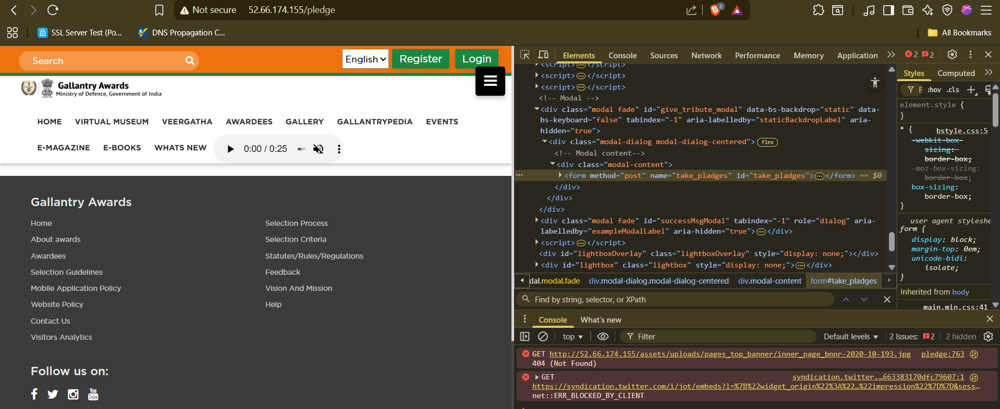 Not secure 52.66.174.155/pledge 2
SSL Server Test (Po... DNS Propagation C... All Bookmarks
Search English Register Login
Gallantry Awards
Ministry of Defence, Government of India
HOME VIRTUAL MUSEUM VEERGATHA AWARDEES GALLERY GALLANTRYPEDIA EVENTS
E-MAGAZINE E-BOOKS WHATS NEW 0:00 / 0:25
Gallantry Awards
Home Selection Process
About awards Selection Criteria
Awardees Statutes/Rules/Regulations
Selection Guidelines Feedback
Mobile Application Policy Vision And Mission
Website Policy Help
Contact Us
Visitors Analytics
Follow us on:
You
Tube
Elements Console Sources Network Performance Memory Application 2 2
<script>…</script>
<script>…</script>
<script>…</script>
<!-- Modal -->
<div class="modal fade" id="give_tribute_modal" data-bs-backdrop="static" data-
bs-keyboard="false" tabindex="-1" aria-labelledby="staticBackdropLabel" aria-
hidden="true">
<div class="modal-dialog modal-dialog-centered"> flex
<!-- Modal content-->
<div class="modal-content">
<form method="post" name="take_pladges" id="take_pladges">…</form> == $0
</div>
</div>
</div>
<div class="modal fade" id="successMsgModal" tabindex="-1" role="dialog" aria-
labelledby="exampleModalLabel" aria-hidden="true">…</div>
<script>…</script>
<div id="lightboxOverlay" class="lightboxOverlay" style="display: none;"></div>
<div id="lightbox" class="lightbox" style="display: none;">…</div>
dal.modal.fade div.modal-dialog.modal-dialog-centered div.modal-content form#take_pladges
Find by string, selector, or XPath
Styles Computed
F :hov .cls
element.style {
}
* { bstyle.css:5
-webkit-box-
sizing:
border-box;
-moz-box-sizing:
border-box;
box-sizing:
border-box;
}
user agent styleshe
form {
display: block;
margin-top: 0em;
unicode-bidi:
isolate;
}
Inherited from body
main.min.css:41
Console What's new
top Filter Default levels 2 Issues: 2 2 hidden
GET http://52.66.174.155/assets/uploads/pages_top_banner/inner_page_bnnr-2020-10-193.jpg pledge:763
404 (Not Found)
GET syndication.twitter.…663383170dfc79607:1
https://syndication.twitter.com/i/jot/embeds?l=%7B%22widget_origin%22%3A%22…%22impression%22%7D%7D&sess…
net::ERR_BLOCKED_BY_CLIENT